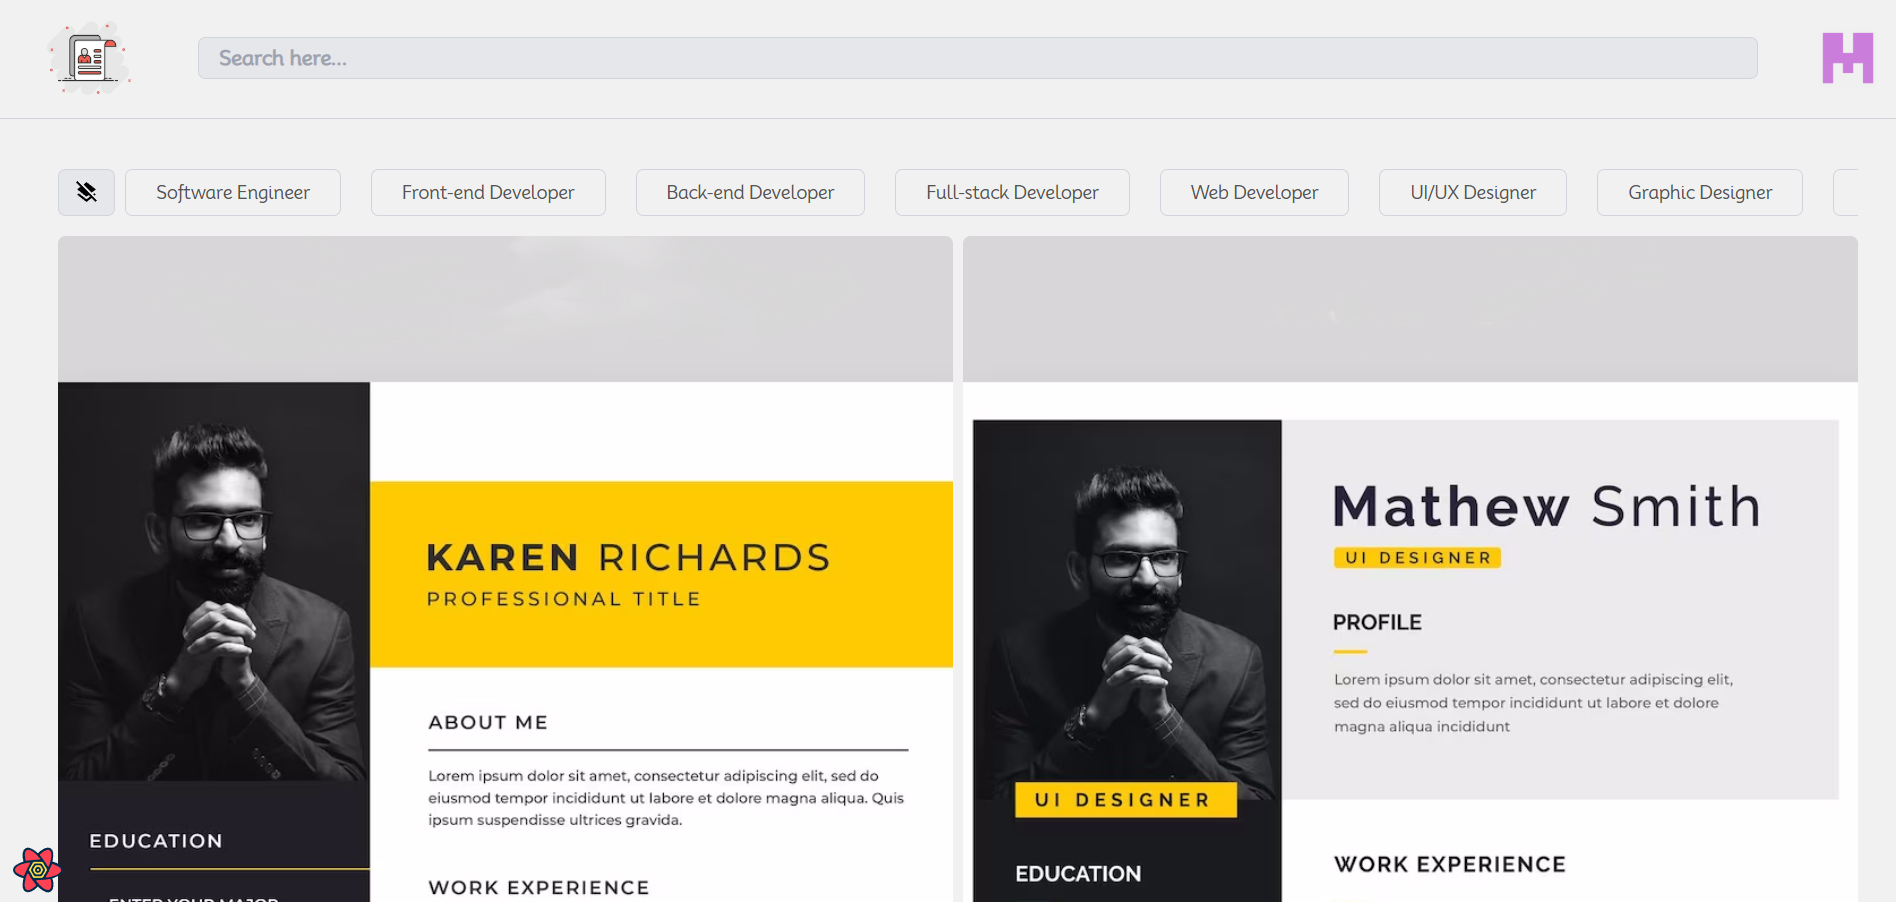 Search here...
Software Engineer
Front-end Developer
Back-end Developer
Full-stack Developer
Web Developer
UI/UX Designer
Graphic Designer
KAREN RICHARDS
PROFESSIONAL TITLE
ABOUT ME
Lorem ipsum dolor sit amet, consectetur adipiscing elit, sed do
eiusmod tempor incididunt ut labore et dolore magna aliqua. Quis
ipsum suspendisse ultrices gravida.
EDUCATION
ENTER YOUR MAJOR
WORK EXPERIENCE
Mathew Smith
UI DESIGNER
PROFILE
Lorem ipsum dolor sit amet, consectetur adipiscing elit,
sed do eiusmod tempor incididunt ut labore et dolore
magna aliqua incididunt
UI DESIGNER
EDUCATION
WORK EXPERIENCE